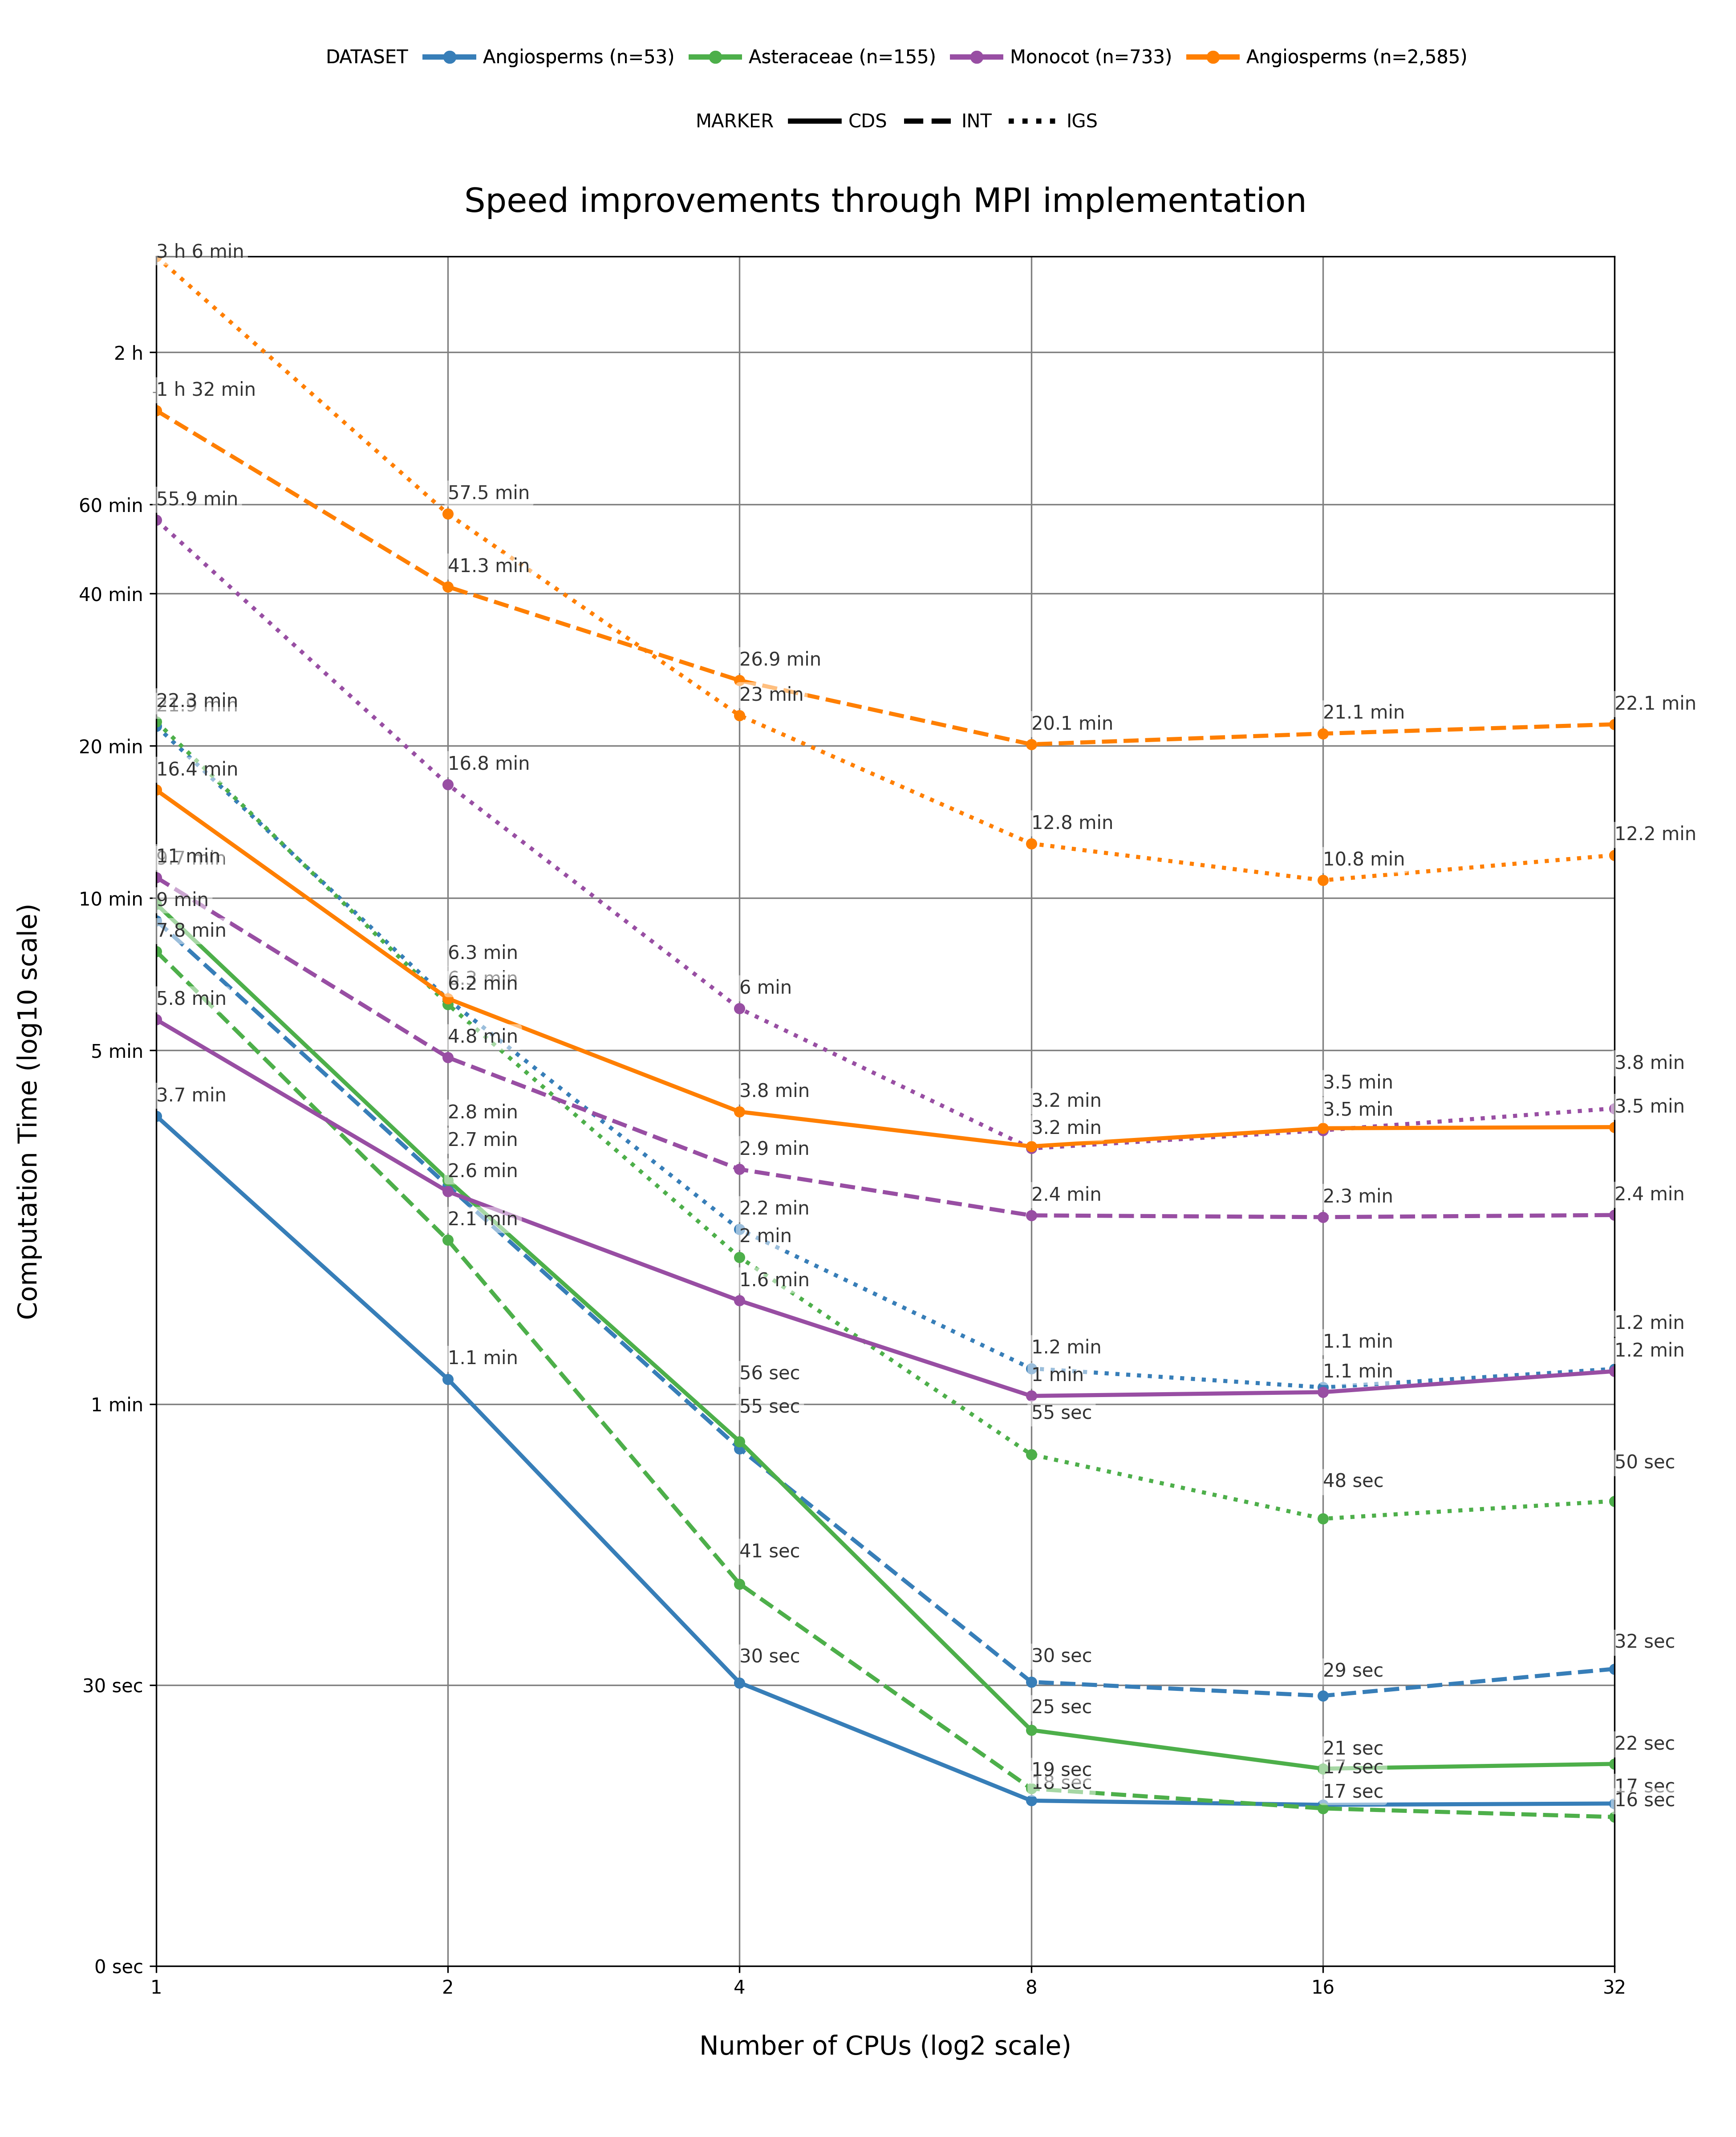 DATASET Angiosperms (n=53) Asteraceae (n=155) Monocot (n=733) Angiosperms (n=2,585)
MARKER CDS INT IGS
Speed improvements through MPI implementation
3 h 6 min
2 h
1 h 32 min
60 min
55.9 min
57.5 min
41.3 min
40 min
26.9 min
23 min
22.3 min
21.9 min
22.1 min
21.1 min
20.1 min
20 min
16.4 min
16.8 min
12.8 min
12.2 min
10.8 min
11 min
9.7 min
10 min
9 min
7.8 min
6.3 min
6.3 min
6.2 min
6 min
5.8 min
5 min
4.8 min
3.8 min
3.8 min
3.7 min
3.2 min
3.2 min
3.5 min
3.5 min
3.5 min
2.8 min
2.7 min
2.6 min
2.1 min
2.9 min
2.4 min
2.3 min
2.4 min
2.2 min
2 min
1.6 min
1.1 min
1.2 min
1 min
1.1 min
1.1 min
1.2 min
1.2 min
1 min
56 sec
55 sec
55 sec
48 sec
50 sec
41 sec
30 sec
30 sec
29 sec
32 sec
30 sec
25 sec
21 sec
22 sec
19 sec
18 sec
17 sec
17 sec
17 sec
16 sec
0 sec
1 2 4 8 16 32
Number of CPUs (log2 scale)
Computation Time (log10 scale)